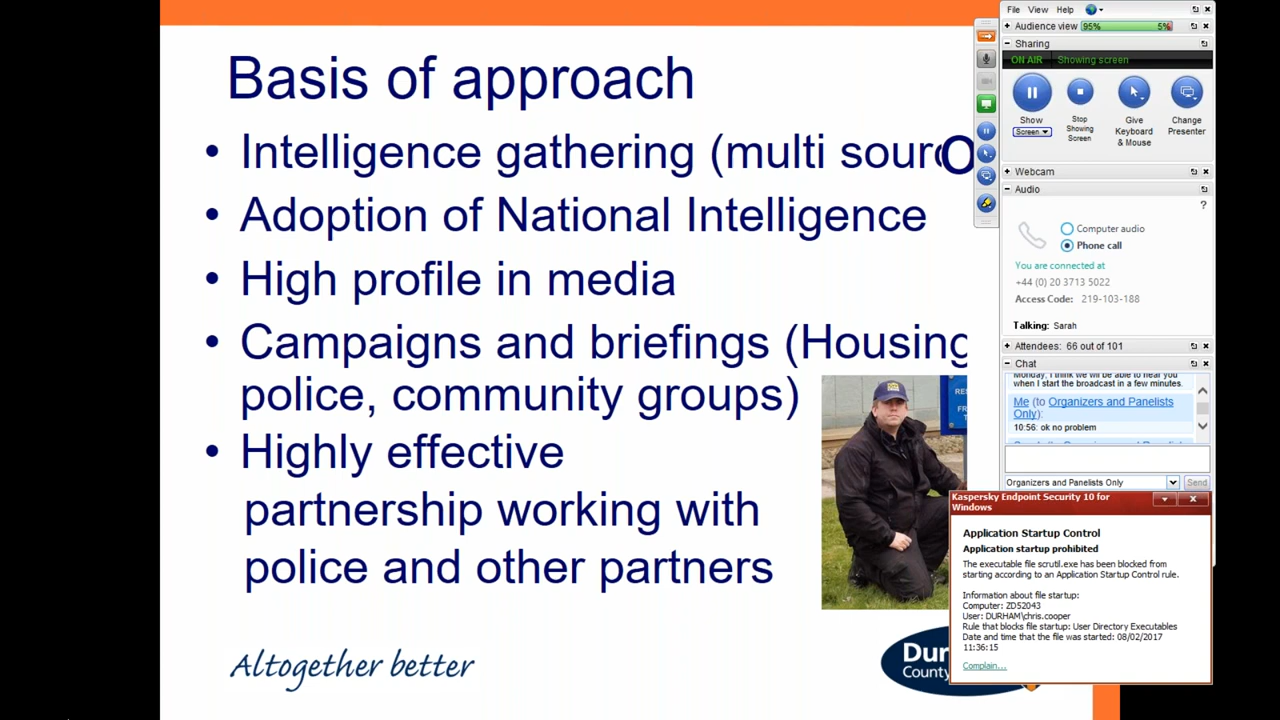 Basis of approach
• Intelligence gathering (multi sourc
O
• Adoption of National Intelligence
• High profile in media
• Campaigns and briefings (Housing
police, community groups)
• Highly effective
partnership working with
police and other partners
Altogether better
Dur
County
File View Help
Audience view 95% 5%
Sharing
ON AIR Showing screen
Show
Screen
Stop
Showing
Screen
Give
Keyboard
& Mouse
Change
Presenter
Webcam
Audio
?
Computer audio
Phone call
You are connected at
+44 (0) 20 3713 5022
Access Code: 219-103-188
Talking: Sarah
Attendees: 66 out of 101
Chat
Monday, I think we will be able to hear you
when I start the broadcast in a few minutes.
Me (to Organizers and Panelists
Only):
10:56: ok no problem
Organizers and Panelists Only
Send
Kaspersky Endpoint Security 10 for
Windows
Application Startup Control
Application startup prohibited
The executable file scrutil.exe has been blocked from
starting according to an Application Startup Control rule.
Information about file startup:
Computer: ZD52043
User: DURHAM\chris.cooper
Rule that blocks file startup: User Directory Executables
Date and time that the file was started: 08/02/2017
11:36:15
Complain...